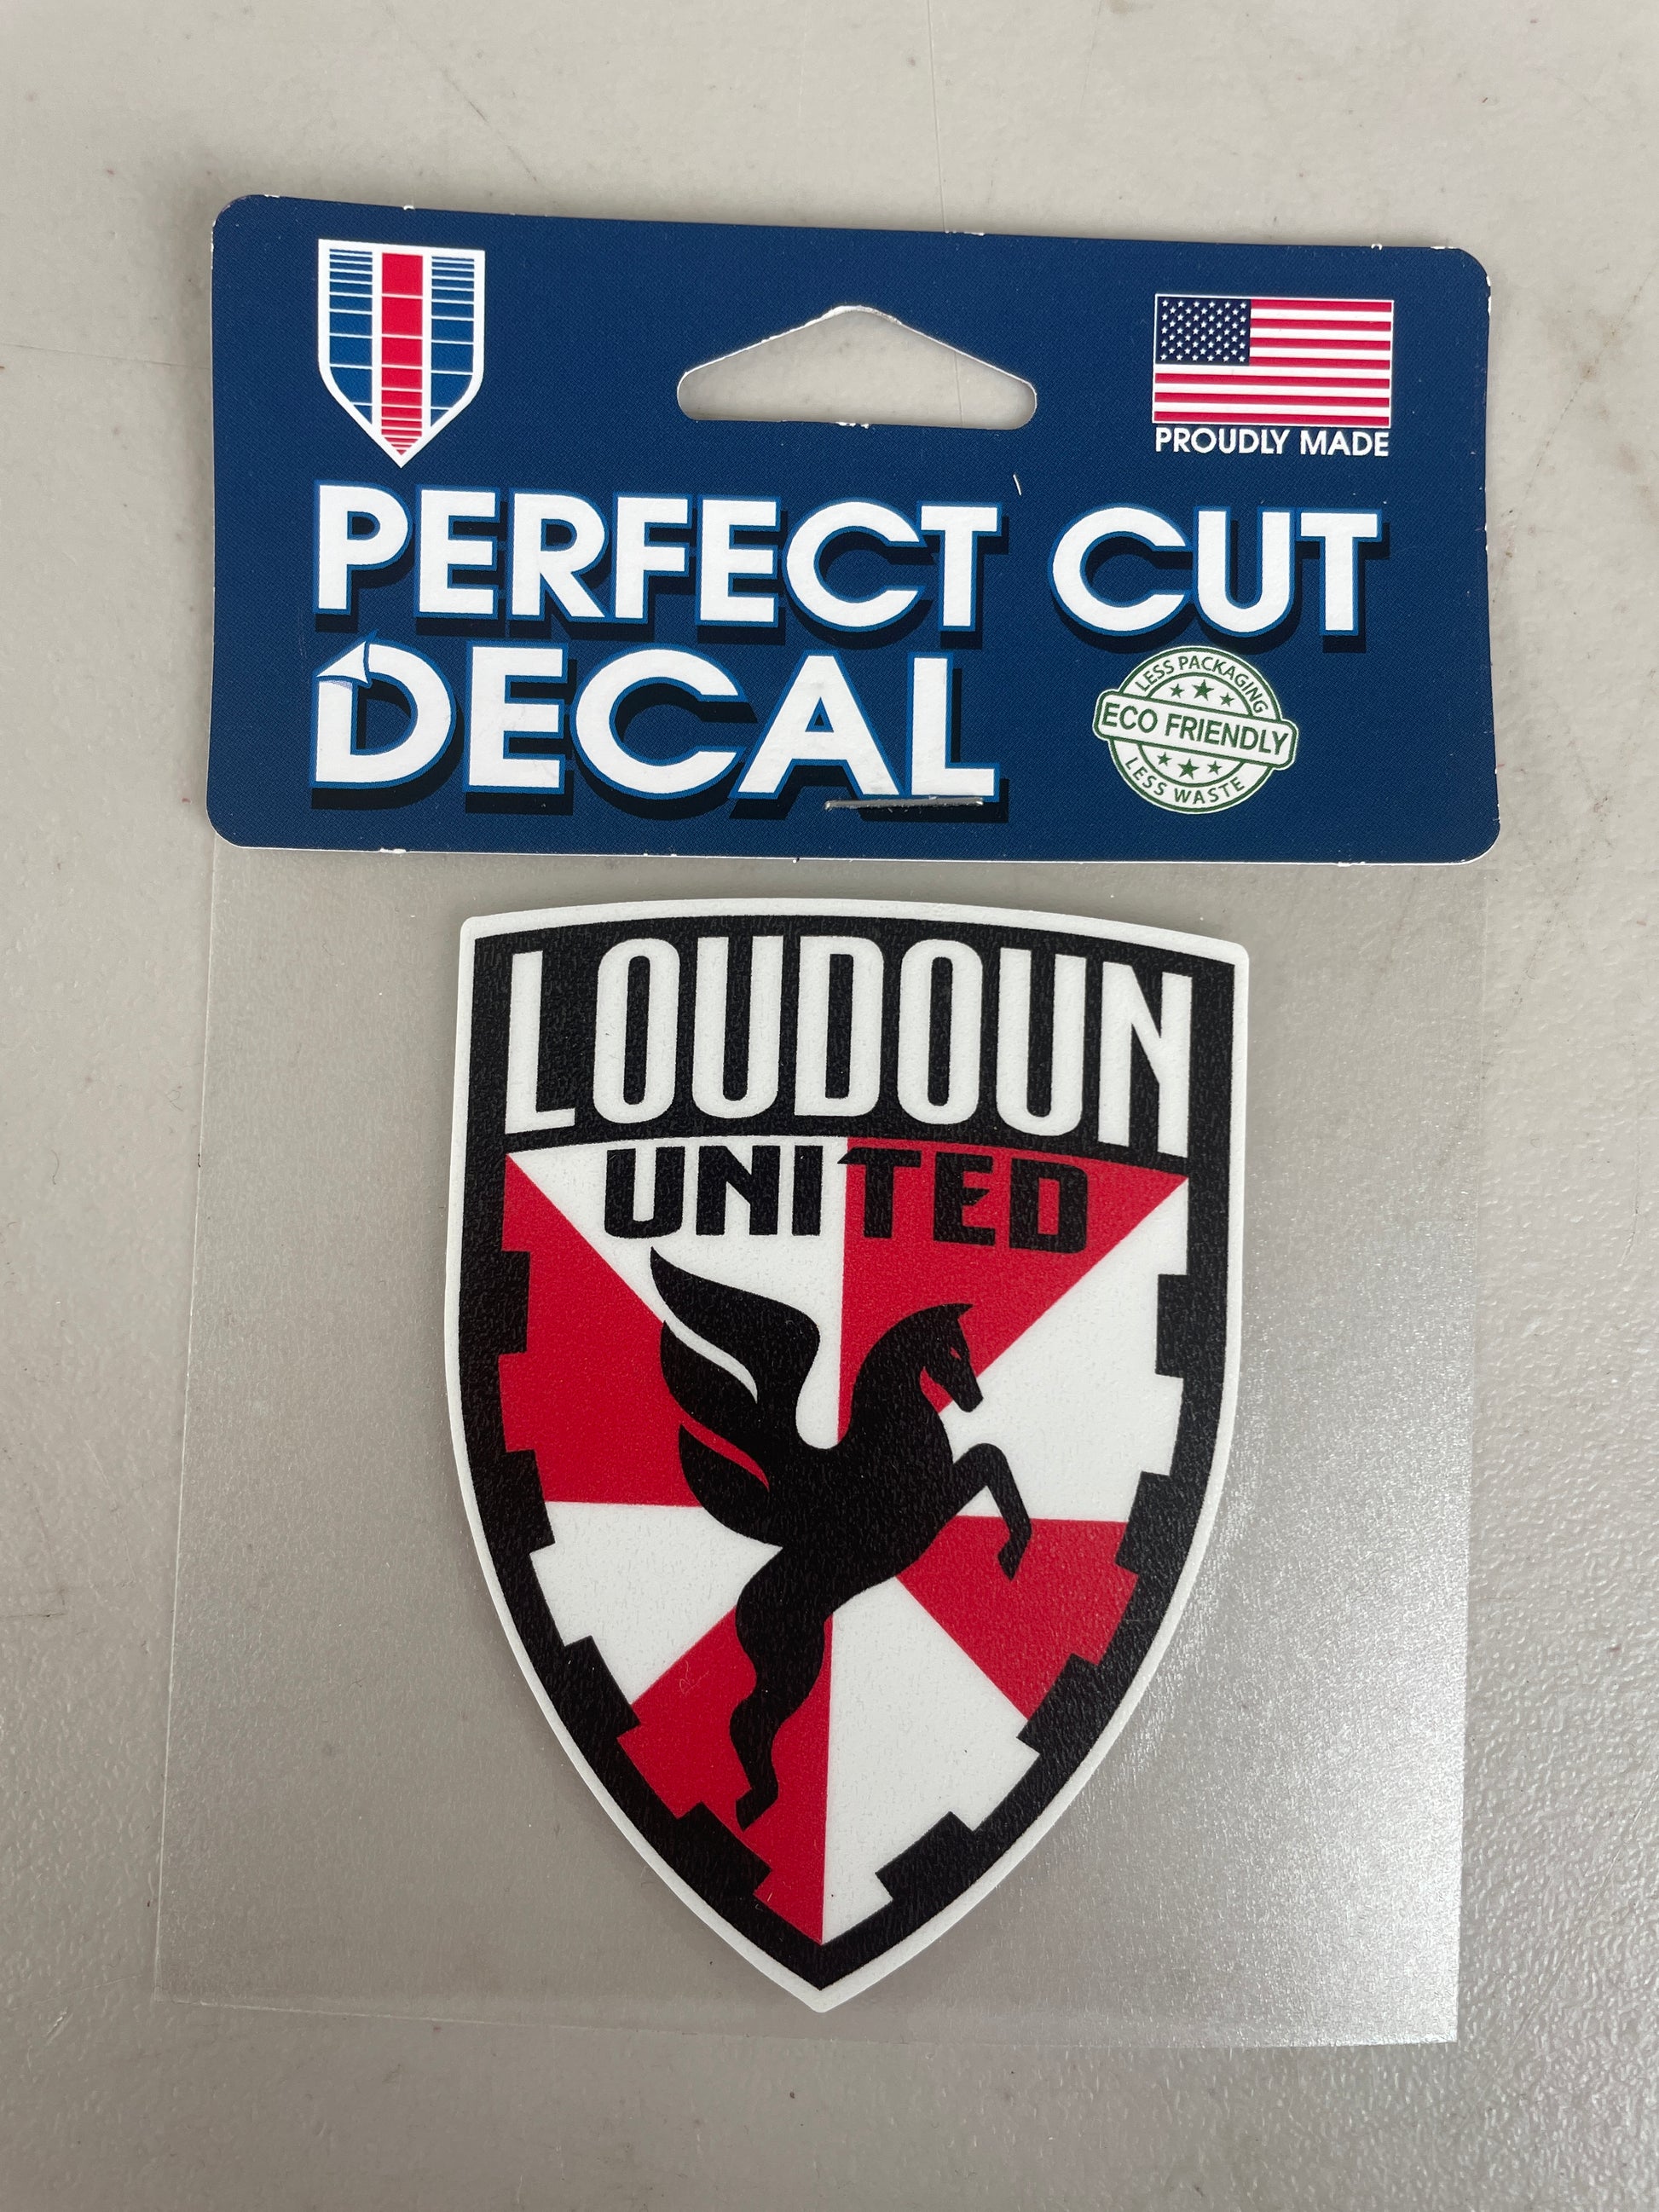 PROUDLY MADE
PERFECT CUT
DECAL
LESS PACKAGING
ECO FRIENDLY
LESS WASTE
LOUDOUN
UNITED